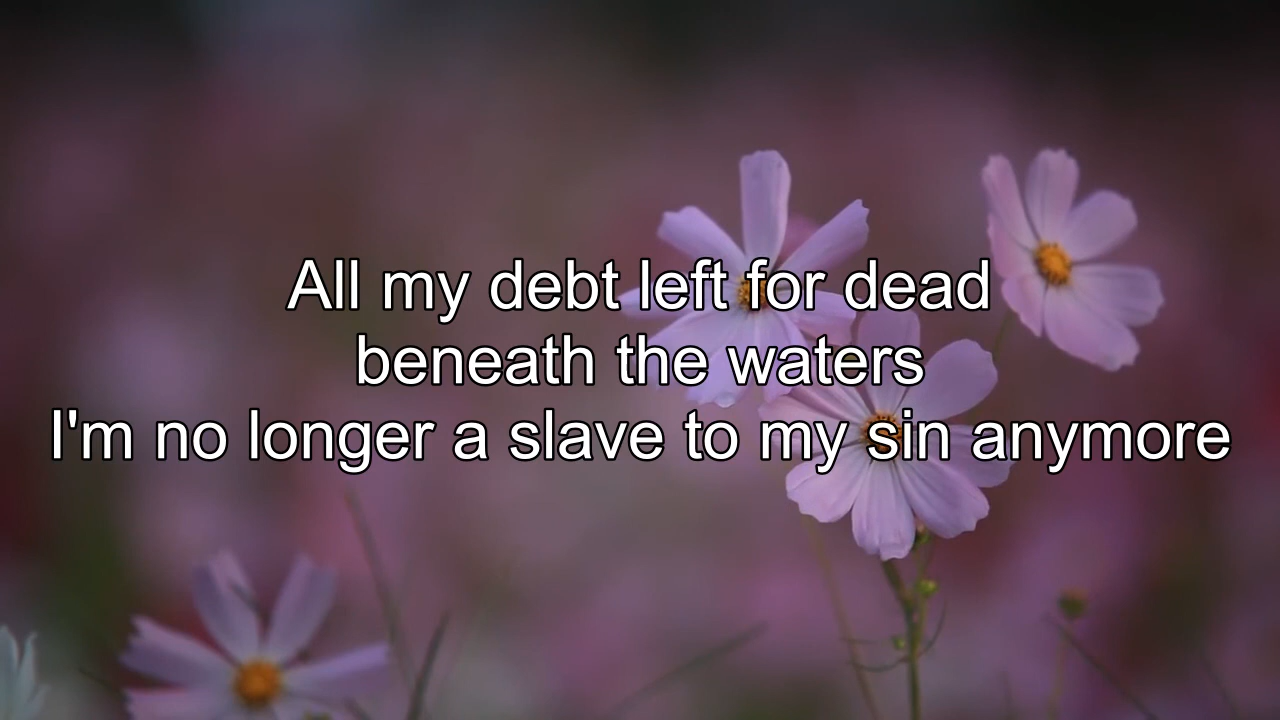 All my debt left for dead
beneath the waters
I'm no longer a slave to my sin anymore